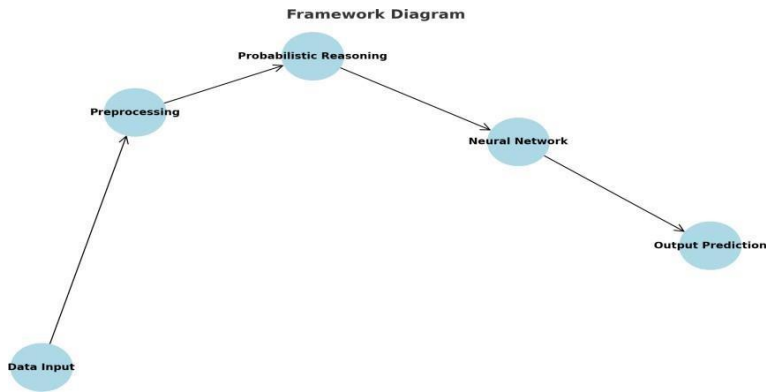 Framework Diagram
Probabilistic Reasoning
Preprocessing
Neural Network
Output Prediction
Data Input